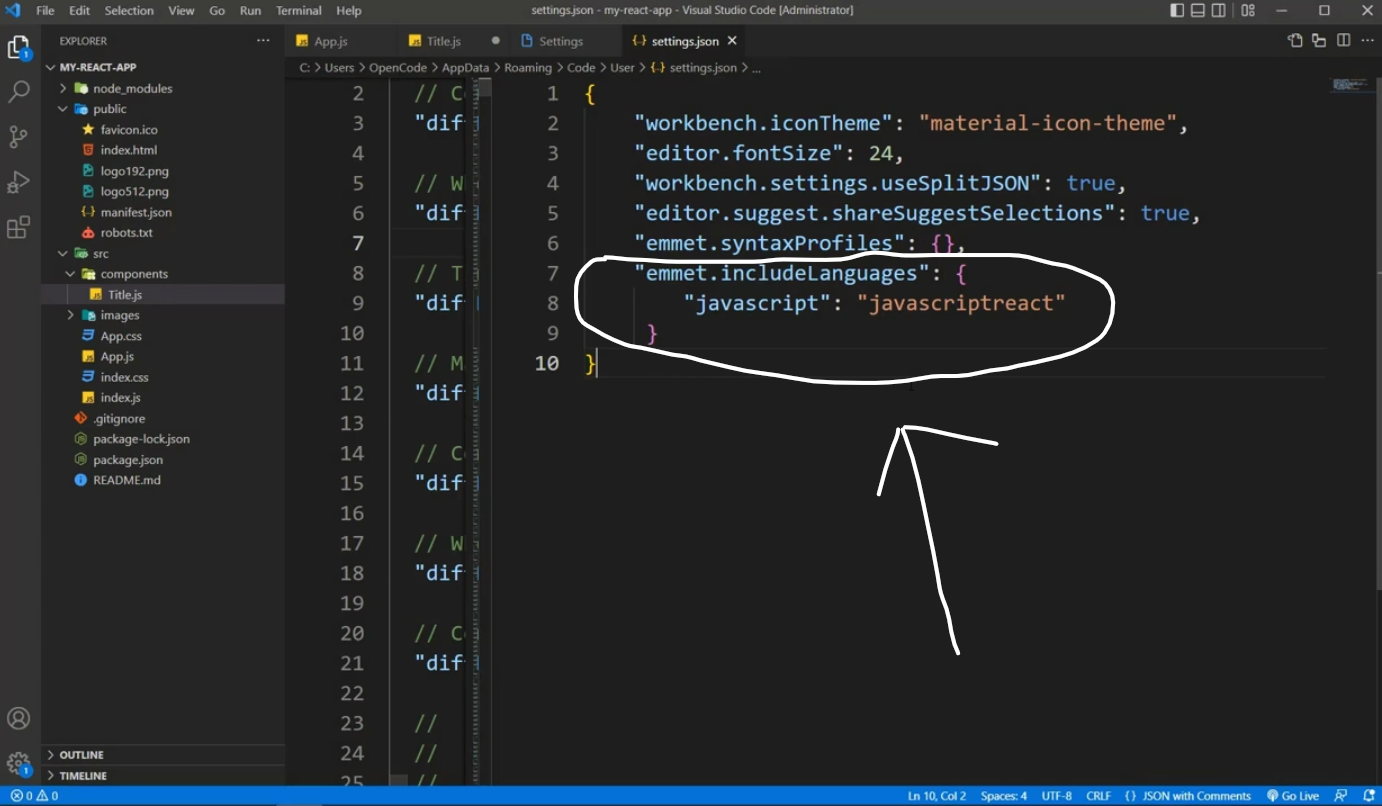 File Edit Selection View Go Run Terminal Help
settings.json - my-react-app - Visual Studio Code [Administrator]
EXPLORER
App.js
Title.js
Settings
settings.json
C: > Users > OpenCode > AppData > Roaming > Code > User > settings.json > ...
MY-REACT-APP
node_modules
public
favicon.ico
index.html
logo192.png
logo512.png
manifest.json
robots.txt
src
components
Title.js
images
App.css
App.js
index.css
index.js
.gitignore
package-lock.json
package.json
README.md
OUTLINE
TIMELINE
2 //
3 "dif
4
5 //
6 "dif
7
8 //
9 "dif
10
11 //
12 "dif
13
14 //
15 "dif
16
17 //
18 "dif
19
20 //
21 "dif
22
23 //
24 //
25 //
1 {
2 "workbench.iconTheme": "material-icon-theme",
3 "editor.fontSize": 24,
4 "workbench.settings.useSplitJSON": true,
5 "editor.suggest.shareSuggestSelections": true,
6 "emmet.syntaxProfiles": {},
7 "emmet.includeLanguages": {
8 "javascript": "javascriptreact"
9 }
10 }
1
1
0 0
Ln 10, Col 2 Spaces: 4 UTF-8 CRLF {} JSON with Comments Go Live